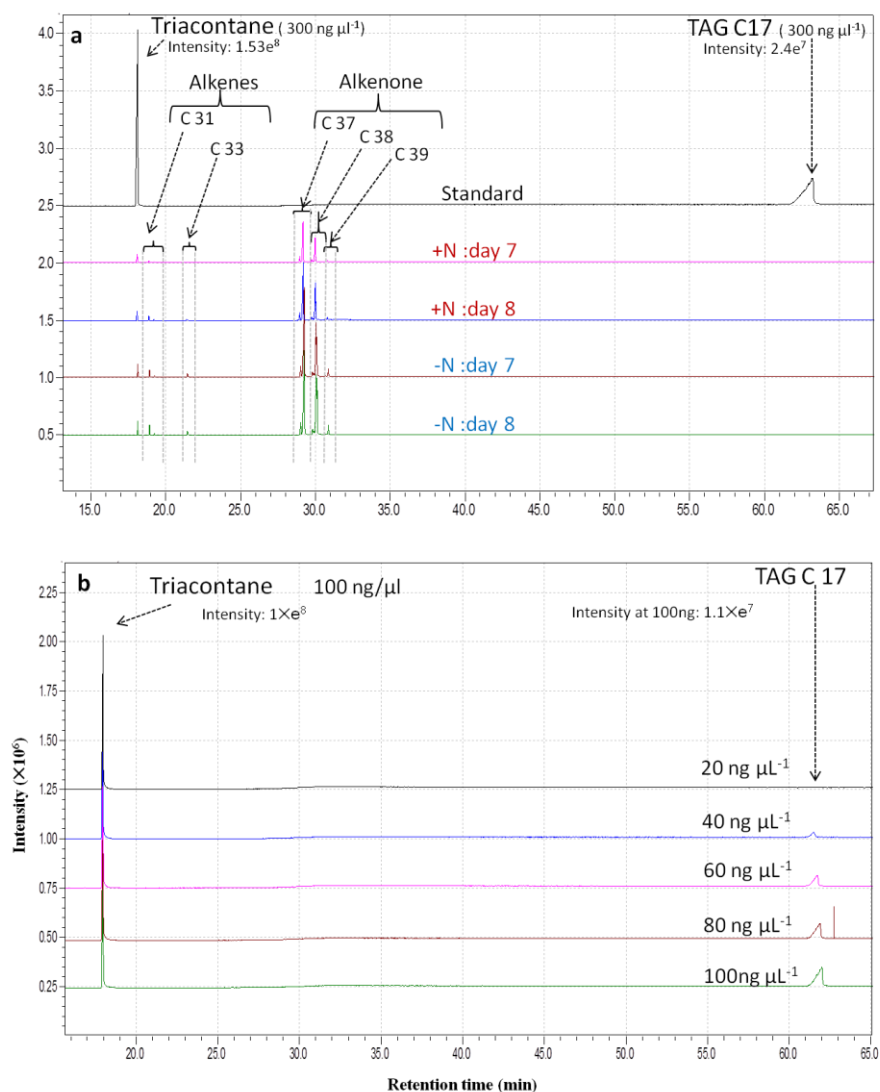 a
Triacontane ( 300 ng µl⁻¹)
Intensity: 1.53e⁸
TAG C17 ( 300 ng µl⁻¹)
Intensity: 2.4e⁷
Alkenes
Alkenone
C 31
C 33
C 37
C 38
C 39
Standard
+N :day 7
+N :day 8
-N :day 7
-N :day 8
4.0
3.5
3.0
2.5
2.0
1.5
1.0
0.5
15.0 20.0 25.0 30.0 35.0 40.0 45.0 50.0 55.0 60.0 65.0
b
Triacontane 100 ng/µl
Intensity: 1×e⁸
TAG C 17
Intensity at 100ng: 1.1×e⁷
20 ng µL⁻¹
40 ng µL⁻¹
60 ng µL⁻¹
80 ng µL⁻¹
100ng µL⁻¹
2.25
2.00
1.75
1.50
1.25
1.00
0.75
0.50
0.25
Intensity (×10⁶)
20.0 25.0 30.0 35.0 40.0 45.0 50.0 55.0 60.0 65.0
Retention time (min)